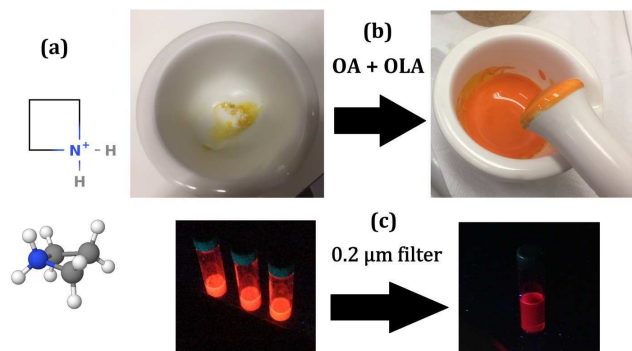 (a)
(b)
OA + OLA
N+ - H
H
(c)
0.2 μm filter